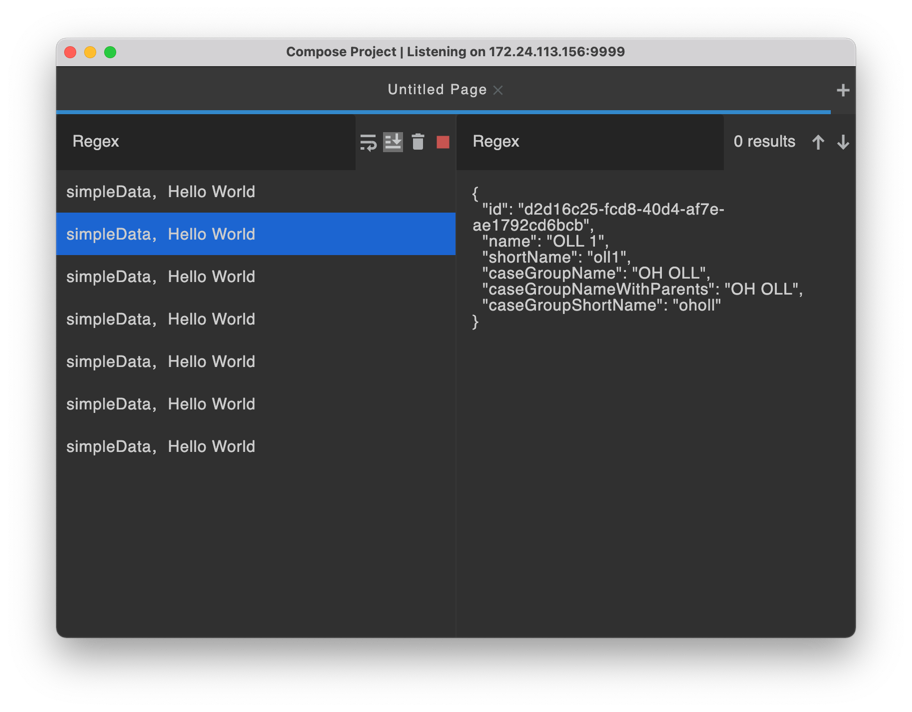 Compose Project | Listening on 172.24.113.156:9999
Untitled Page
Regex
simpleData, Hello World
simpleData, Hello World
simpleData, Hello World
simpleData, Hello World
simpleData, Hello World
simpleData, Hello World
simpleData, Hello World
Regex
0 results
{
"id": "d2d16c25-fcd8-40d4-af7e-
ae1792cd6bcb",
"name": "OLL 1",
"shortName": "oll1",
"caseGroupName": "OH OLL",
"caseGroupNameWithParents": "OH OLL",
"caseGroupShortName": "oholl"
}